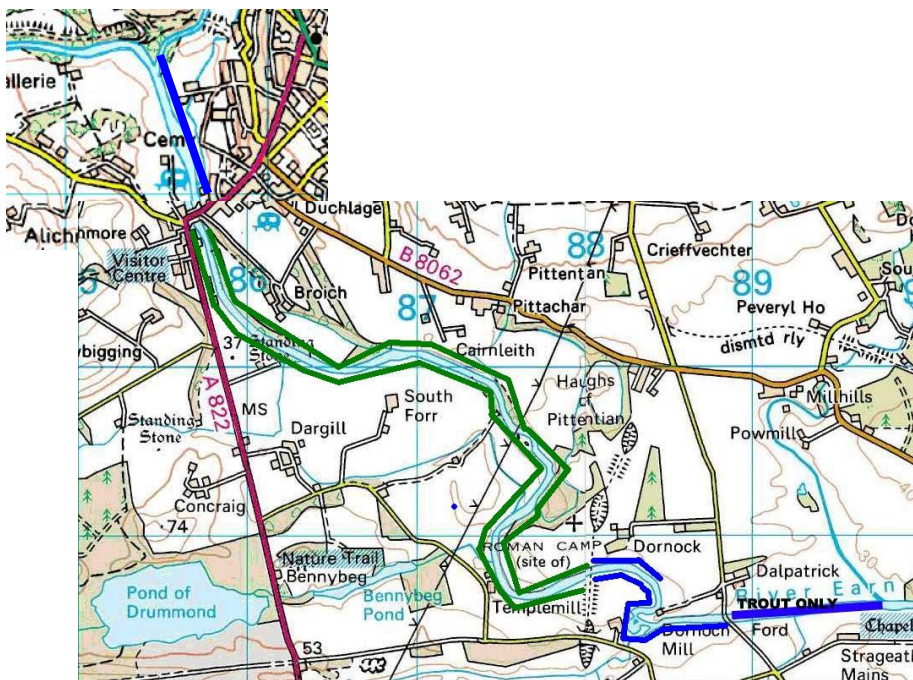 allerie
Cemy
Duchlage
Alichnmore
B 8062
88
Crieffvechter
Visitor
Centre
86
Pittentian
89
Broich
87
Pittachar
Peveryl Ho
ybigging
37
Standing
Stone
Cairnleith
dismtd rly
A 822
MS
South
Forr
Haughs
of
Pittentian
Millhills
Standing
Stone
Dargill
Powmill
Concraig
74
ROMAN CAMP
(site of)
Dornock
Nature Trail
Bennybeg
Dalpatrick
Pond of
Drummond
Bennybeg
Pond
River Earn
Templemill
TROUT ONLY
Dornoch
Mill
Ford
Chapel
53
Strageath
Mains